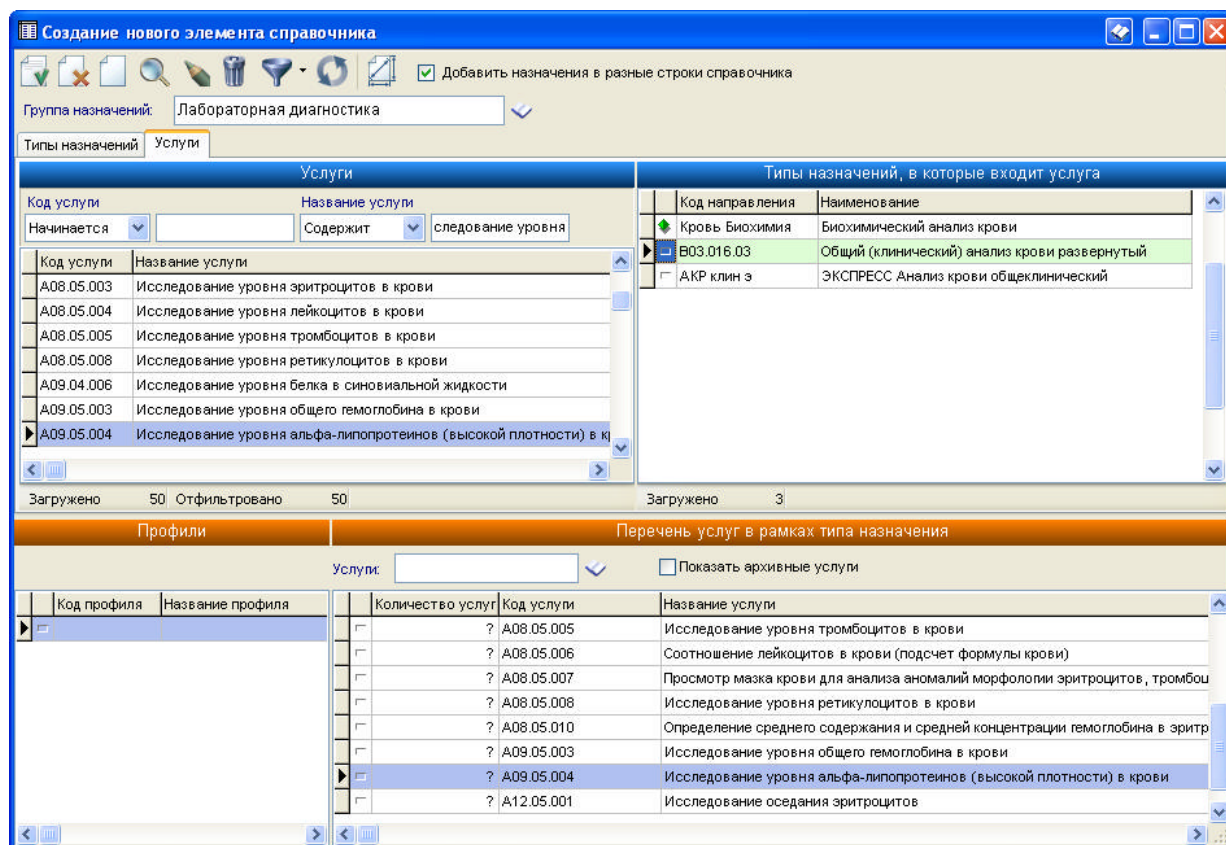 Создание нового элемента справочника
Добавить назначения в разные строки справочника
Группа назначений: Лабораторная диагностика
Типы назначений Услуги
Услуги
Код услуги Название услуги
Начинается Содержит следование уровня
Код услуги Название услуги
A08.05.003 Исследование уровня эритроцитов в крови
A08.05.004 Исследование уровня лейкоцитов в крови
A08.05.005 Исследование уровня тромбоцитов в крови
A08.05.008 Исследование уровня ретикулоцитов в крови
A09.04.006 Исследование уровня белка в синовиальной жидкости
A09.05.003 Исследование уровня общего гемоглобина в крови
A09.05.004 Исследование уровня альфа-липопротеинов (высокой плотности) в к
Загружено 50 Отфильтровано 50
Типы назначений, в которые входит услуга
Код направления Наименование
Кровь Биохимия Биохимический анализ крови
B03.016.03 Общий (клинический) анализ крови развернутый
АКР клин э ЭКСПРЕСС Анализ крови общеклинический
Загружено 3
Профили
Код профиля Название профиля
Перечень услуг в рамках типа назначения
Услуги: Показать архивные услуги
Количество услуг Код услуги Название услуги
? A08.05.005 Исследование уровня тромбоцитов в крови
? A08.05.006 Соотношение лейкоцитов в крови (подсчет формулы крови)
? A08.05.007 Просмотр мазка крови для анализа аномалий морфологии эритроцитов, тромбоц
? A08.05.008 Исследование уровня ретикулоцитов в крови
? A08.05.010 Определение среднего содержания и средней концентрации гемоглобина в эритр
? A09.05.003 Исследование уровня общего гемоглобина в крови
? A09.05.004 Исследование уровня альфа-липопротеинов (высокой плотности) в крови
? A12.05.001 Исследование оседания эритроцитов